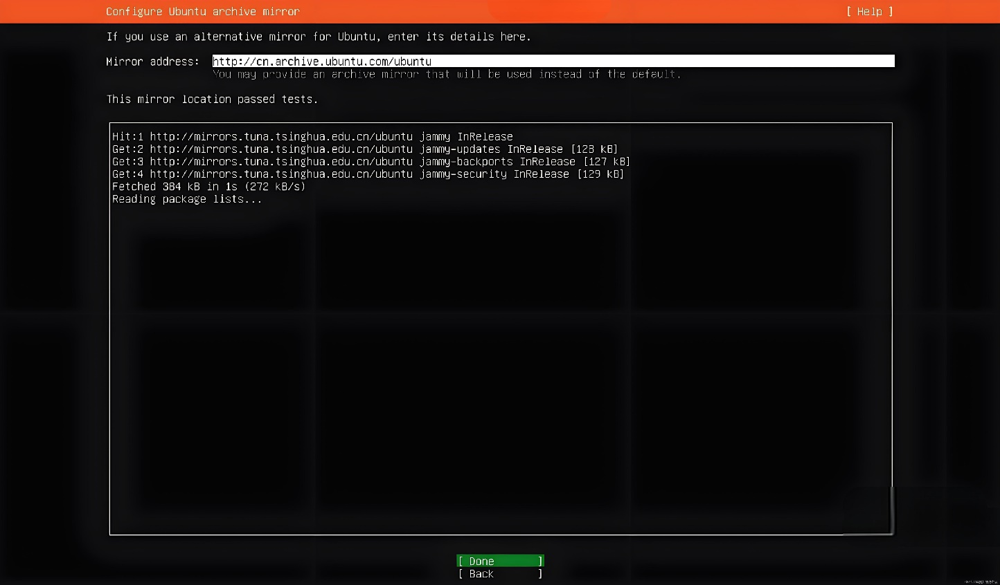 Configure Ubuntu archive mirror [ Help ]
If you use an alternative mirror for Ubuntu, enter its details here.
Mirror address: http://cn.archive.ubuntu.com/ubuntu
You may provide an archive mirror that will be used instead of the default.
This mirror location passed tests.
Hit:1 http://mirrors.tuna.tsinghua.edu.cn/ubuntu jammy InRelease
Get:2 http://mirrors.tuna.tsinghua.edu.cn/ubuntu jammy-updates InRelease [128 kB]
Get:3 http://mirrors.tuna.tsinghua.edu.cn/ubuntu jammy-backports InRelease [127 kB]
Get:4 http://mirrors.tuna.tsinghua.edu.cn/ubuntu jammy-security InRelease [129 kB]
Fetched 384 kB in 1s (272 kB/s)
Reading package lists...
[ Done ]
[ Back ]